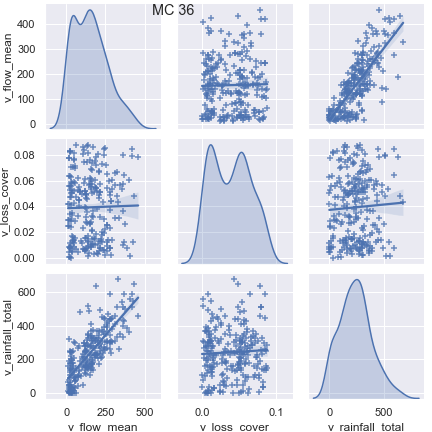 MC 36
v_flow_mean
400
300
200
100
0
v_loss_cover
0.08
0.06
0.04
0.02
0.00
v_rainfall_total
600
400
200
0
0 250 500
0.0 0.1
0 500
v_flow_mean v_loss_cover v_rainfall_total